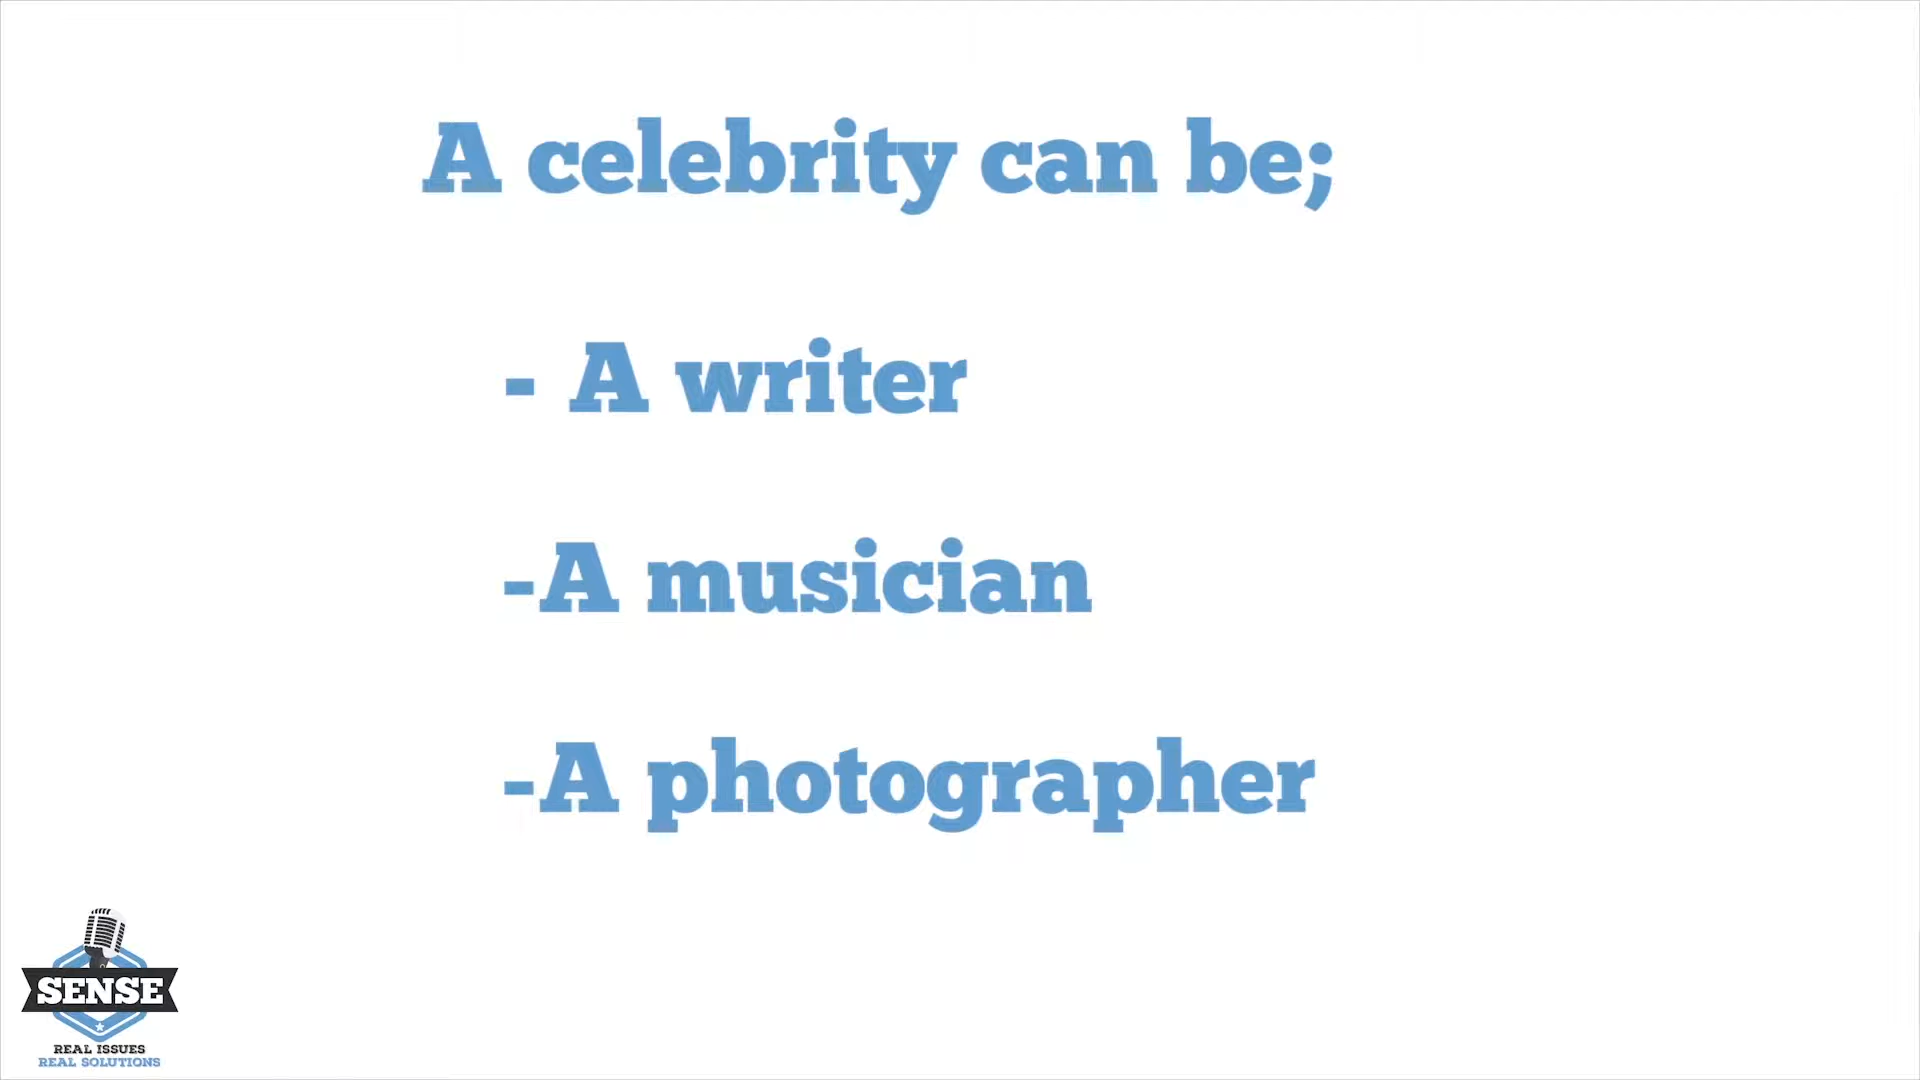 A celebrity can be;
- A writer
-A musician
-A photographer
SENSE
REAL ISSUES
REAL SOLUTIONS